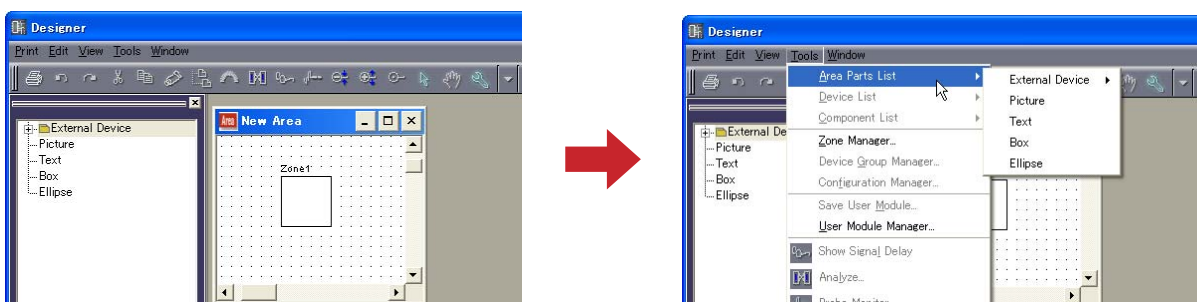 Designer
Print Edit View Tools Window
External Device
Picture
Text
Box
Ellipse
Area New Area
Zone1
Designer
Print Edit View Tools Window
External De
Picture
Text
Box
Ellipse
Area Parts List
Device List
Component List
Zone Manager...
Device Group Manager...
Configuration Manager...
Save User Module...
User Module Manager...
Show Signal Delay
Analyze...
Probe Monitor
External Device
Picture
Text
Box
Ellipse